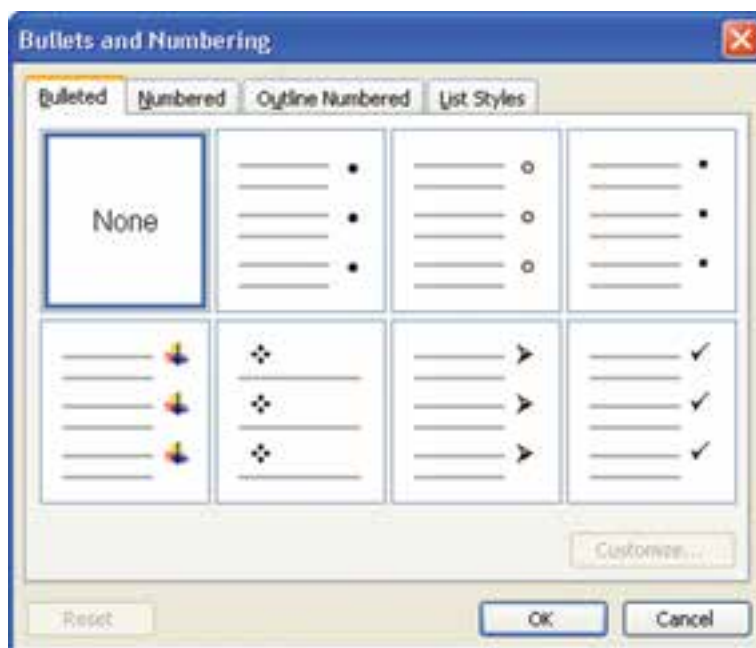 Bullets and Numbering
Bulleted Numbered Outline Numbered List Styles
None
Customize...
Reset OK Cancel